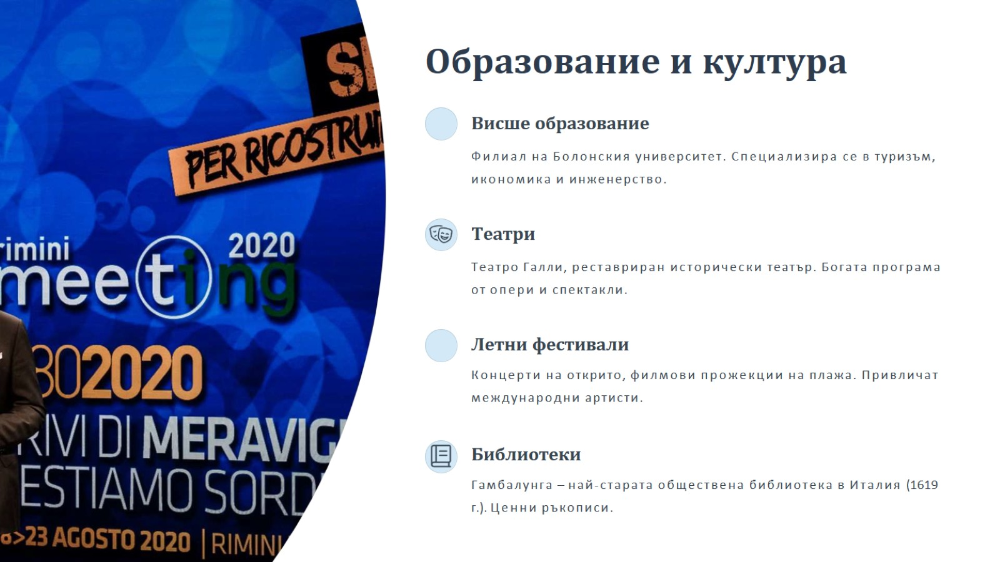 PER RICOSTRUI
rimini
2020
meeting
2020
RIVI DI MERAVIG
ESTIAMO SORD
>23 AGOSTO 2020 | RIMINI
Образование и култура
Висше образование
Филиал на Болонския университет. Специализира се в туризъм,
икономика и инженерство.
Театри
Театро Галли, реставриран исторически театър. Богата програма
от опери и спектакли.
Летни фестивали
Концерти на открито, филмови прожекции на плажа. Привличат
международни артисти.
Библиотеки
Гамбалунга – най-старата обществена библиотека в Италия (1619
г.). Ценни ръкописи.